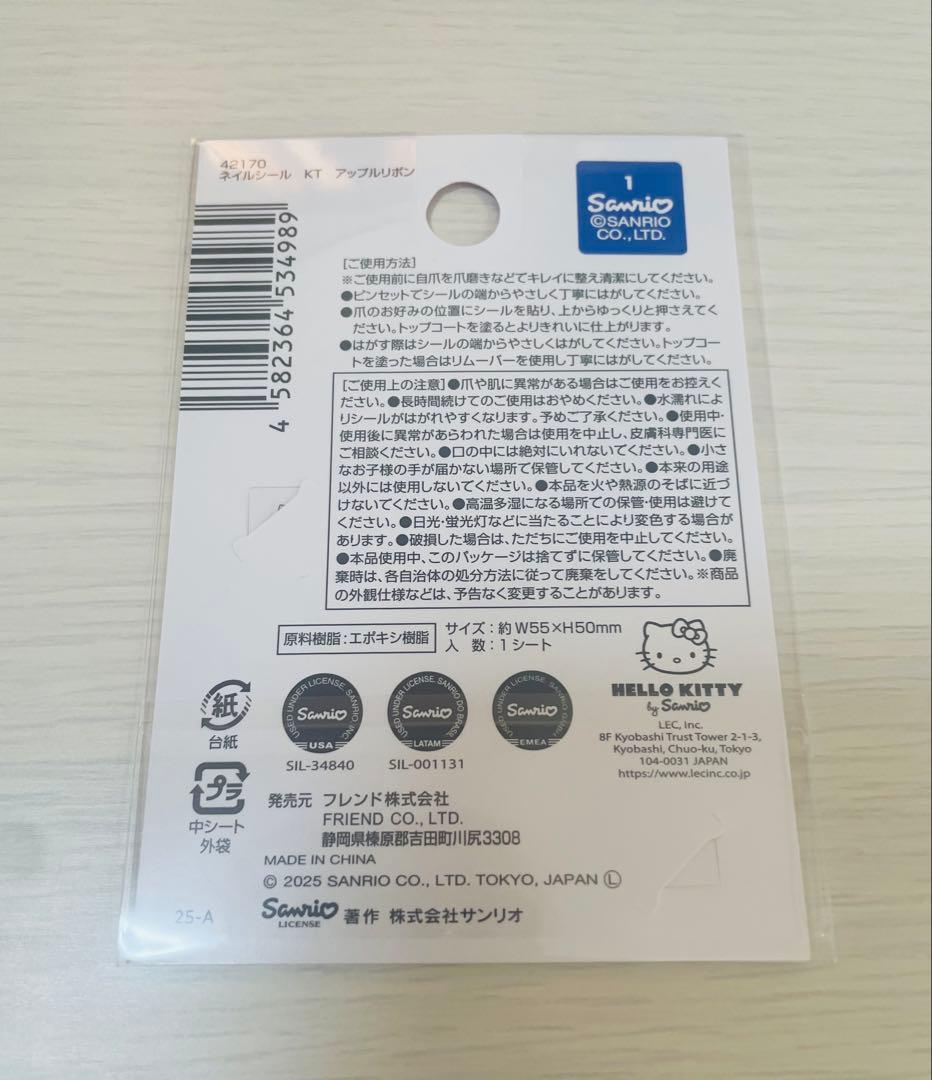 42170
ネイルシール KT アップルリボン
4 582364 534989
1
Sanrio
©SANRIO
CO.,LTD.
[ご使用方法]
※ご使用前に自爪を爪磨きなどでキレイに整え清潔にしてください。
●ピンセットでシールの端からやさしく丁寧にはがしてください。
●爪のお好みの位置にシールを貼り、上からゆっくりと押さえてく
ださい。トップコートを塗るとよりきれいに仕上がります。
●はがす際はシールの端からやさしくはがしてください。トップコー
トを塗った場合はリムーバーを使用し丁寧にはがしてください。
[ご使用上の注意]●爪や肌に異常がある場合はご使用をお控えく
ださい。●長時間続けてのご使用はおやめください。●水濡れによ
りシールがはがれやすくなります。予めご了承ください。●使用中・
使用後に異常があらわれた場合は使用を中止し、皮膚科専門医に
ご相談ください。●口の中には絶対にいれないでください。●小さ
なお子様の手が届かない場所で保管してください。●本来の用途
以外には使用しないでください。●本品を火や熱源のそばに近づ
けないでください。●高温多湿になる場所での保管・使用は避けて
ください。●日光・蛍光灯などに当たることにより変色する場合が
あります。●破損した場合は、ただちにご使用を中止してください。
●本品使用中、このパッケージは捨てずに保管してください。●廃
棄時は、各自治体の処分方法に従って廃棄をしてください。※商品
の外観仕様などは、予告なく変更することがあります。
原料樹脂:エポキシ樹脂
サイズ:約W55×H50mm
入 数:1シート
紙
台紙
USED UNDER LICENSE. SANRIO INC.
Sanrio
USA
SIL-34840
USED UNDER LICENSE. SANRIO DO BRASIL
Sanrio
LATAM
SIL-001131
USED UNDER LICENSE. SANRIO GMBH
Sanrio
EMEA
HELLO KITTY
by Sanrio
LEC, Inc.
8F Kyobashi Trust Tower 2-1-3,
Kyobashi, Chuo-ku, Tokyo
104-0031 JAPAN
https://www.lecinc.co.jp
プラ
中シート
外袋
発売元 フレンド株式会社
FRIEND CO., LTD.
静岡県榛原郡吉田町川尻3308
MADE IN CHINA
© 2025 SANRIO CO., LTD. TOKYO, JAPAN Ⓛ
25-A
Sanrio
LICENSE
著作 株式会社サンリオ